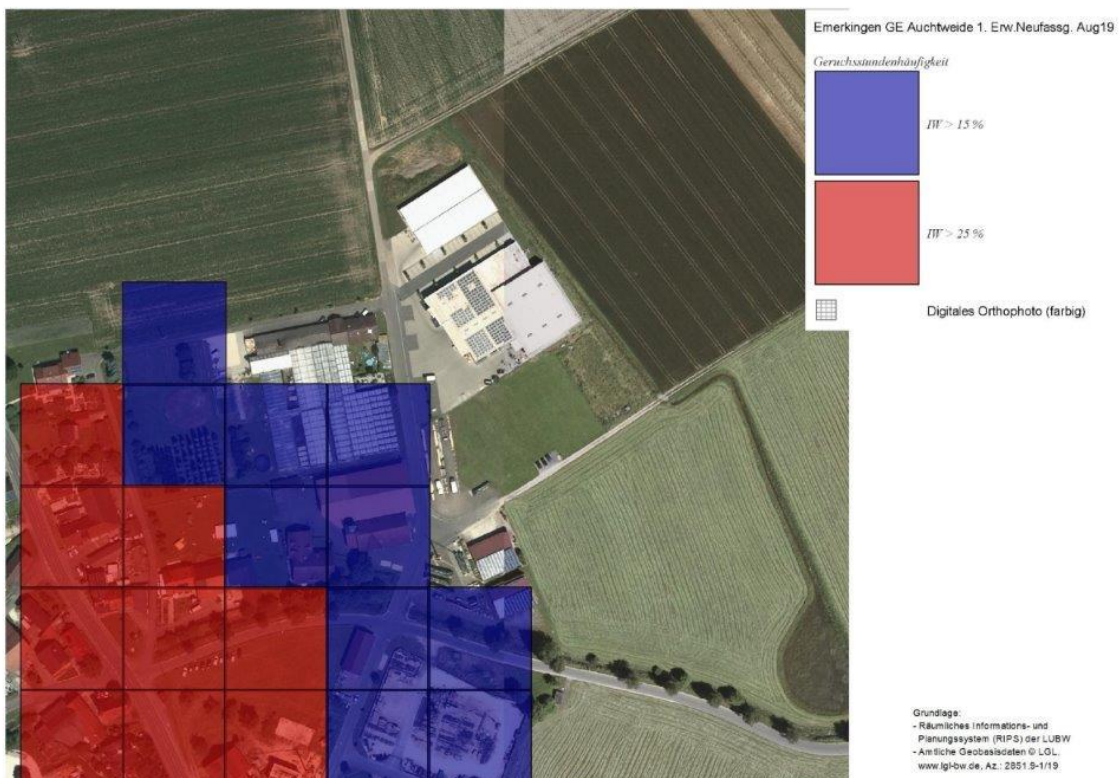 Emerkingen GE Auchtweide 1. Erw.Neufassg. Aug19
Geruchsstundenhäufigkeit
IW > 15 %
IW > 25 %
Digitales Orthophoto (farbig)
Grundlage:
- Räumliches Informations- und
Planungssystem (RIPS) der LUBW
- Amtliche Geobasisdaten © LGL.
www.lgl-bw.de, Az.: 2851.9-1/19